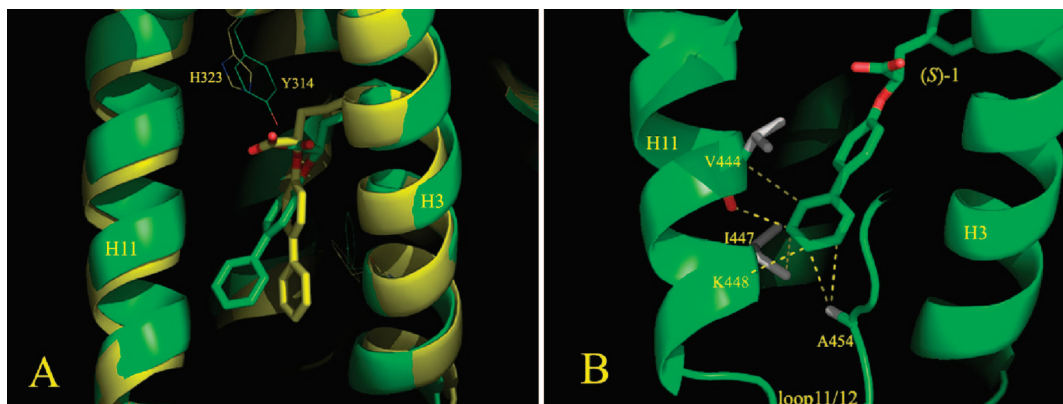 H323
Y314
H3
H11
A
(S)-1
H11
V444
I447
H3
K448
A454
B
loop11/12